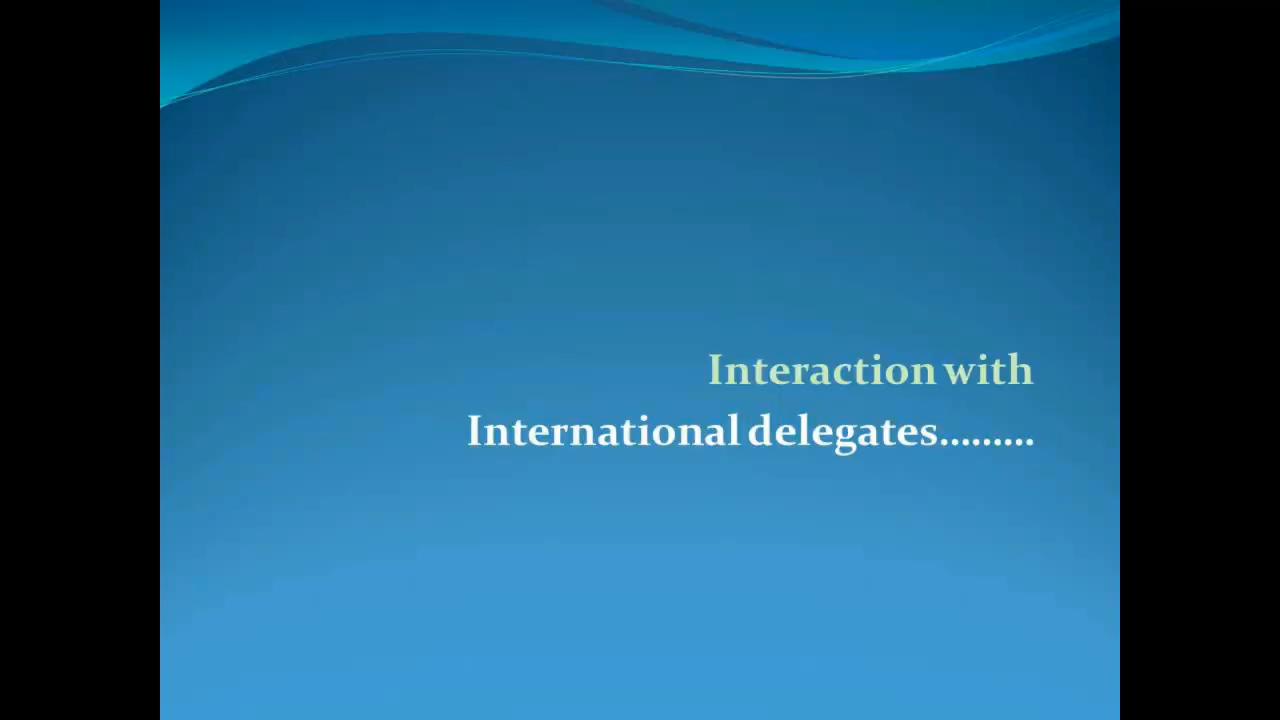 Interaction with
International delegates.........